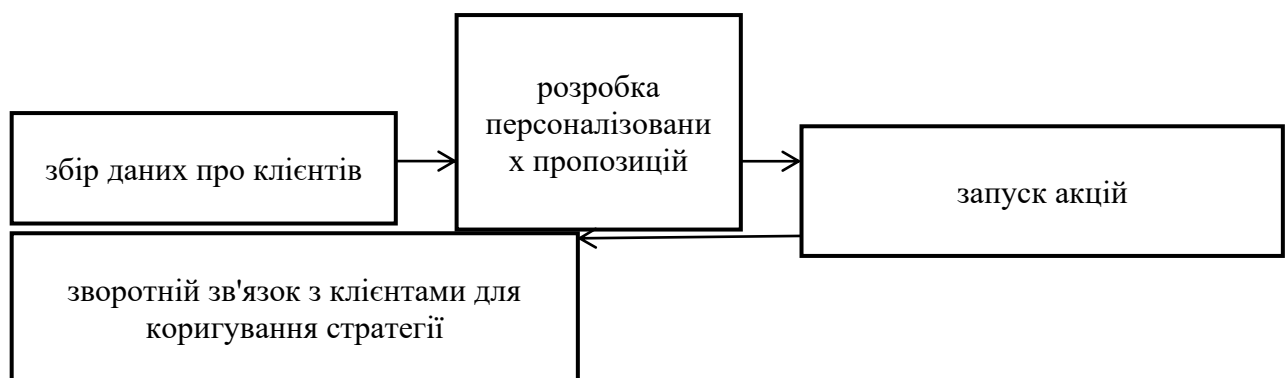 збір даних про клієнтів
розробка
персоналізовани
х пропозицій
запуск акцій
зворотній зв'язок з клієнтами для
коригування стратегії